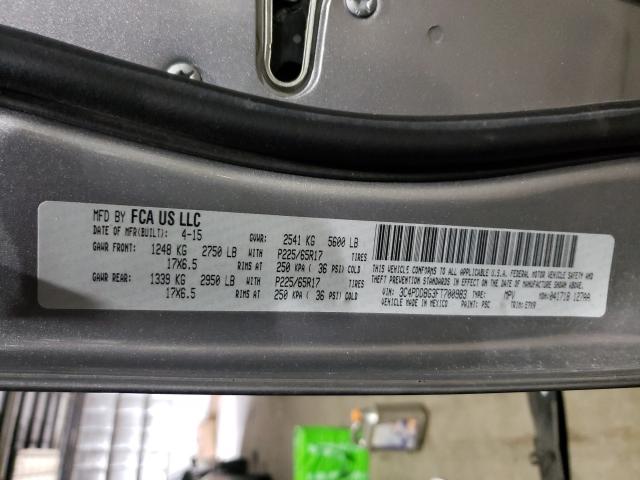 MFD BY FCA US LLC
DATE OF MFR(BUILT): 4-15 GVWR: 2541 KG 5600 LB
GAWR FRONT: 1248 KG 2750 LB WITH P225/65R17 TIRES
17X6.5 RIMS AT 250 KPA ( 36 PSI) COLD
GAWR REAR: 1339 KG 2950 LB WITH P225/65R17 TIRES
17X6.5 RIMS AT 250 KPA ( 36 PSI) COLD
THIS VEHICLE CONFORMS TO ALL APPLICABLE U.S.A. FEDERAL MOTOR VEHICLE SAFETY AND
THEFT PREVENTION STANDARDS IN EFFECT ON THE DATE OF MANUFACTURE SHOWN ABOVE.
VIN: 3C4PDDBG3FT700983 TYPE: MPV MDH: 041718 127AA
VEHICLE MADE IN MEXICO PAINT: PSC TRIM: